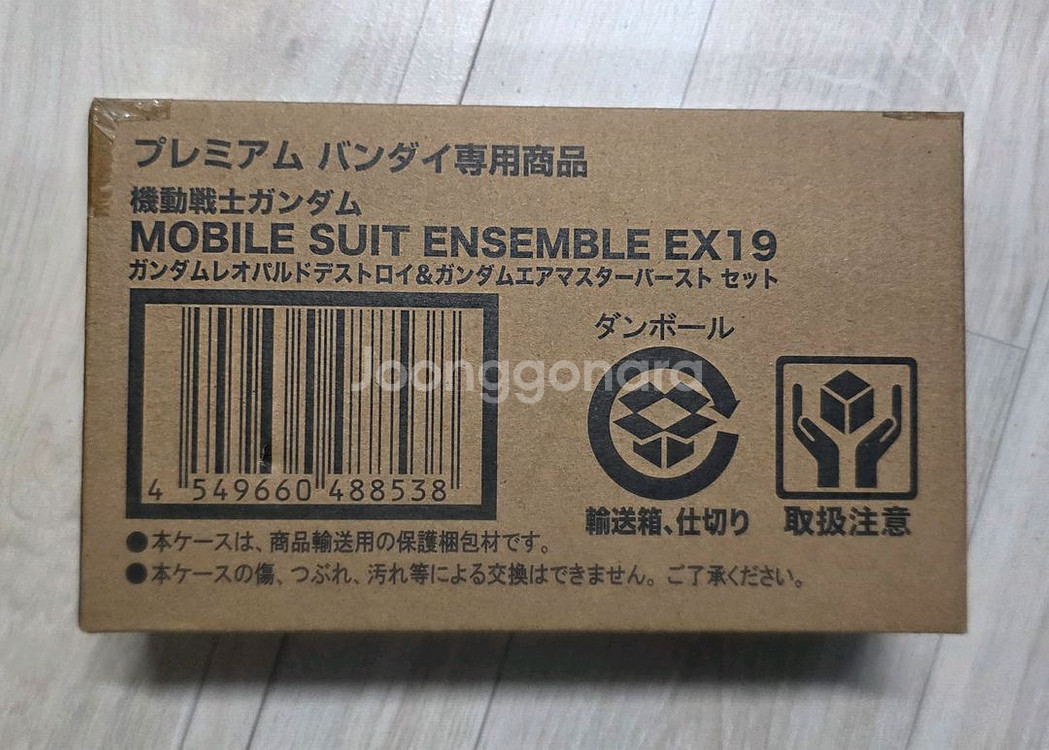 プレミアム バンダイ専用商品
機動戦士ガンダム
MOBILE SUIT ENSEMBLE EX19
ガンダムレオパルドデストロイ&ガンダムエアマスターバースト セット
ダンボール
Joonggonara
4 549660 488538
輸送箱、仕切り
取扱注意
●本ケースは、商品輸送用の保護梱包材です。
●本ケースの傷、つぶれ、汚れ等による交換はできません。ご了承ください。